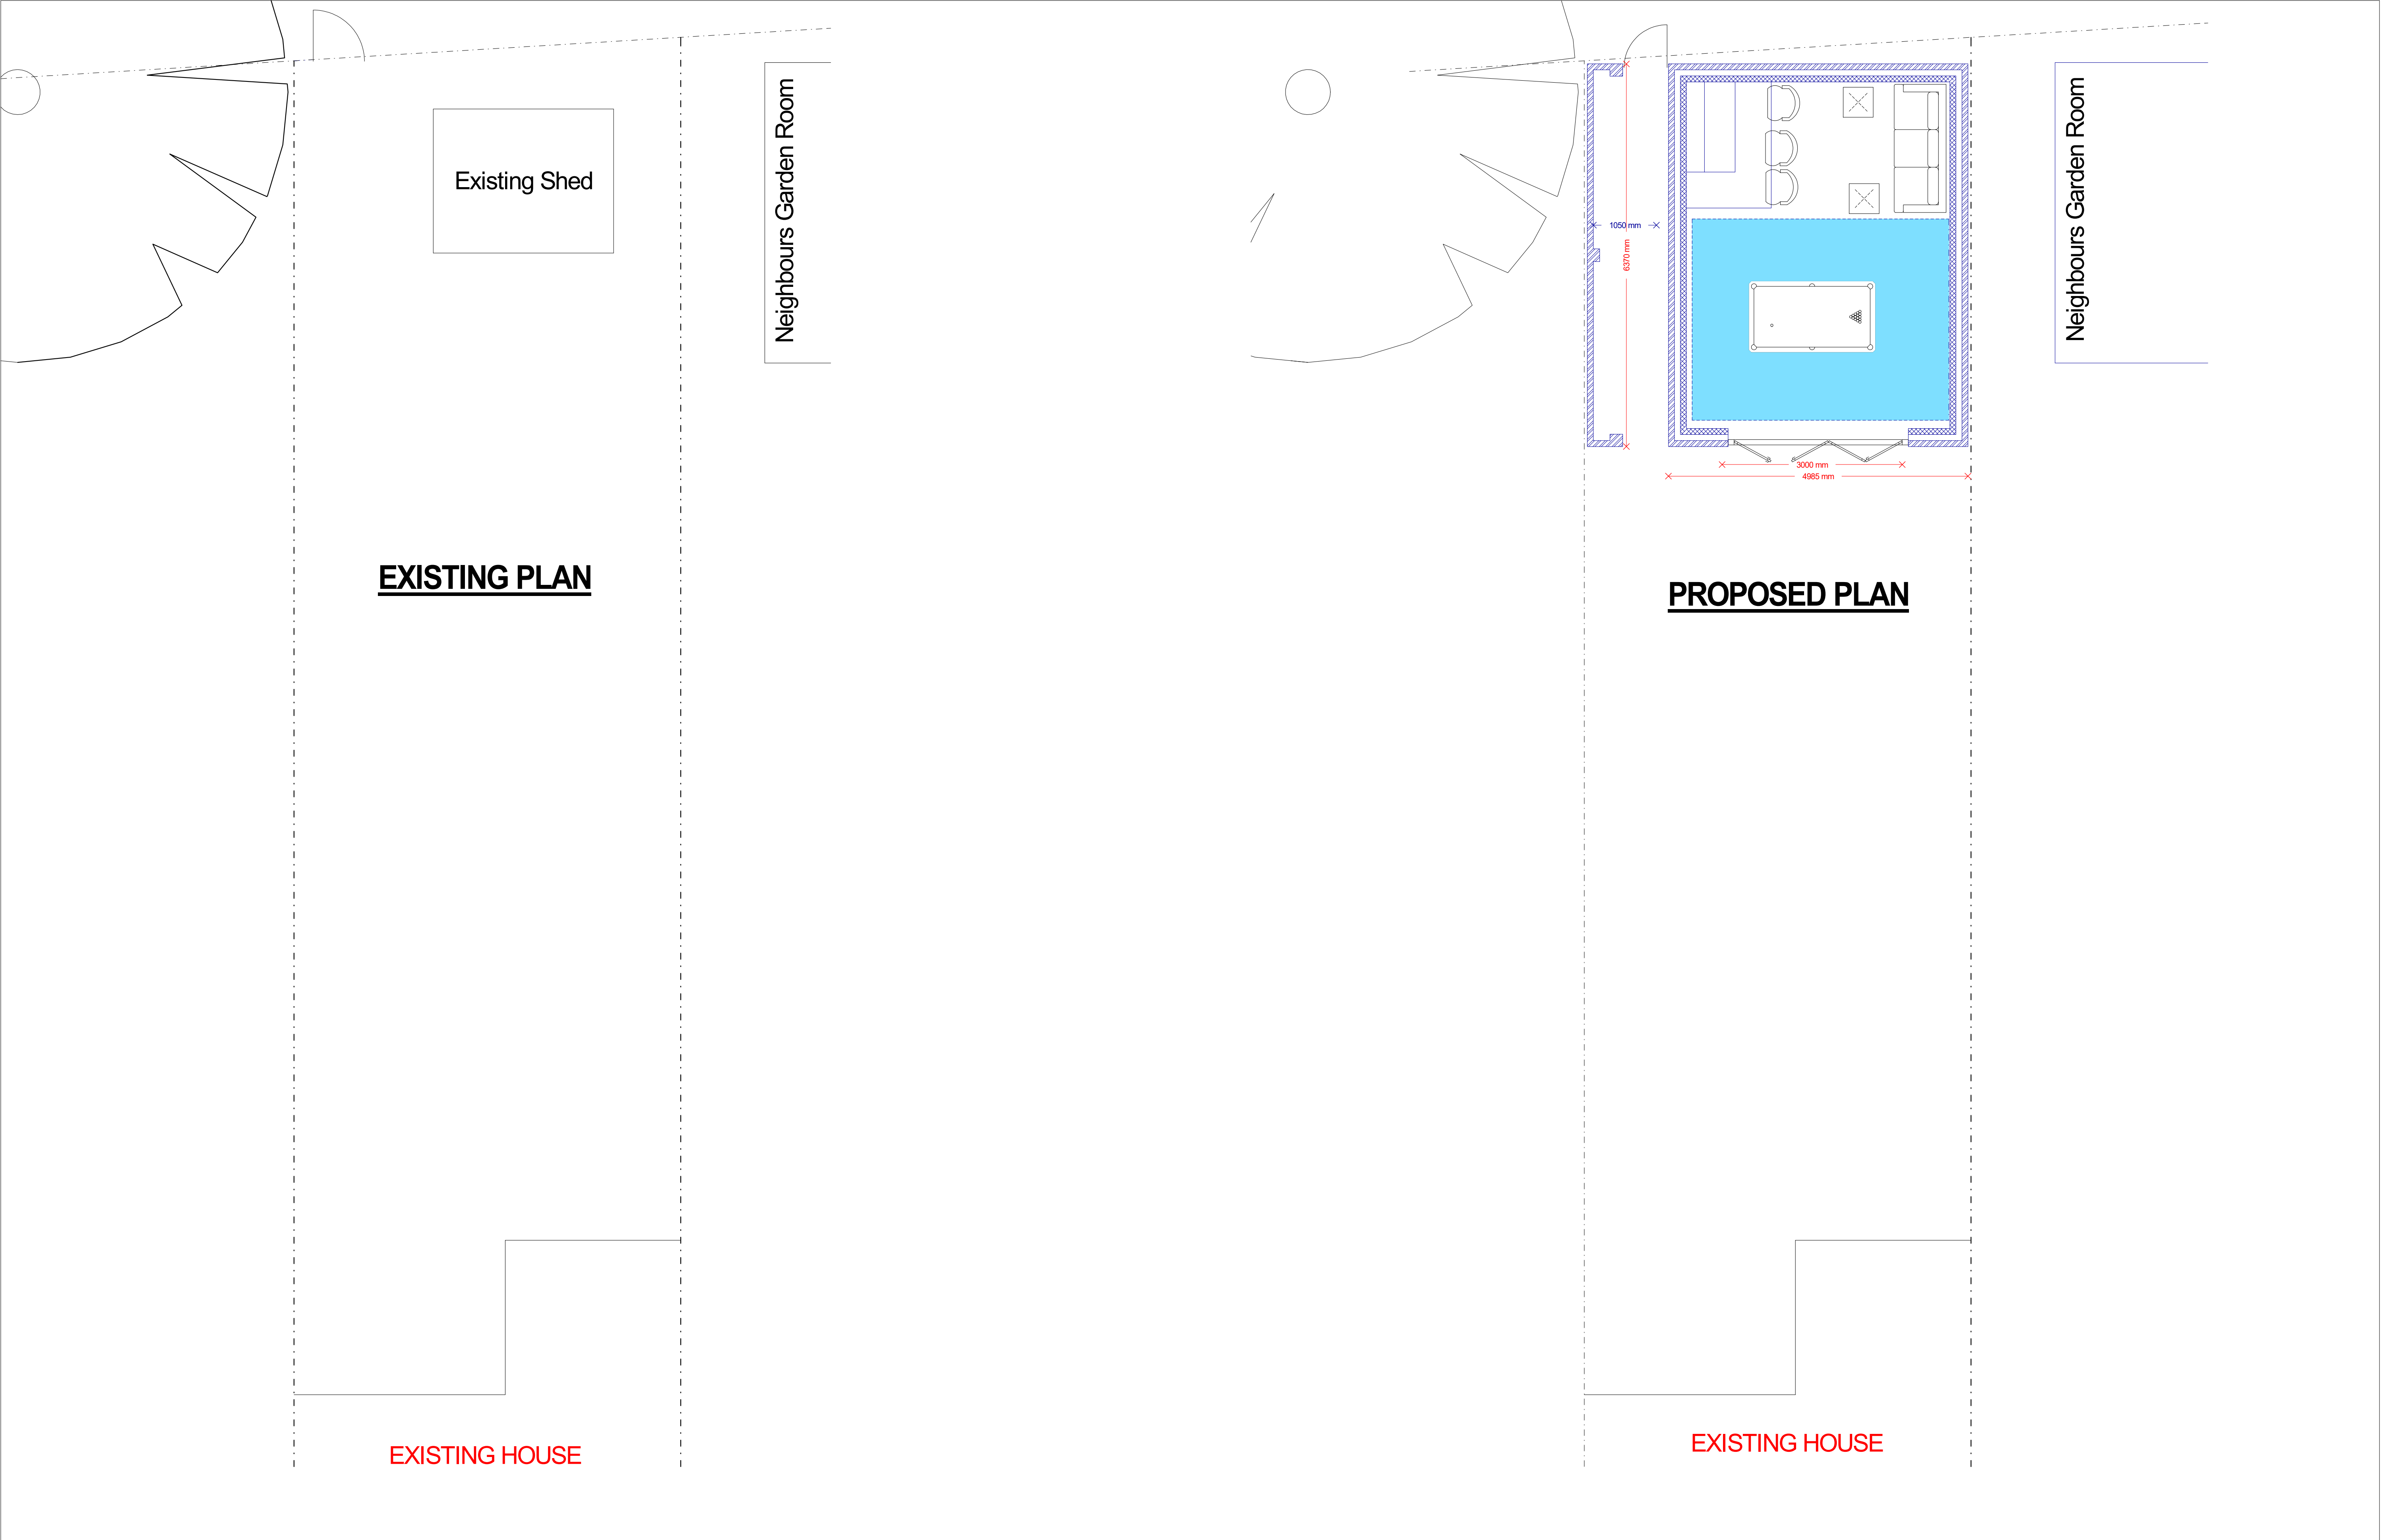 Existing Shed
Neighbours Garden Room
EXISTING PLAN
EXISTING HOUSE
1050 mm
6370 mm
3000 mm
4985 mm
Neighbours Garden Room
PROPOSED PLAN
EXISTING HOUSE